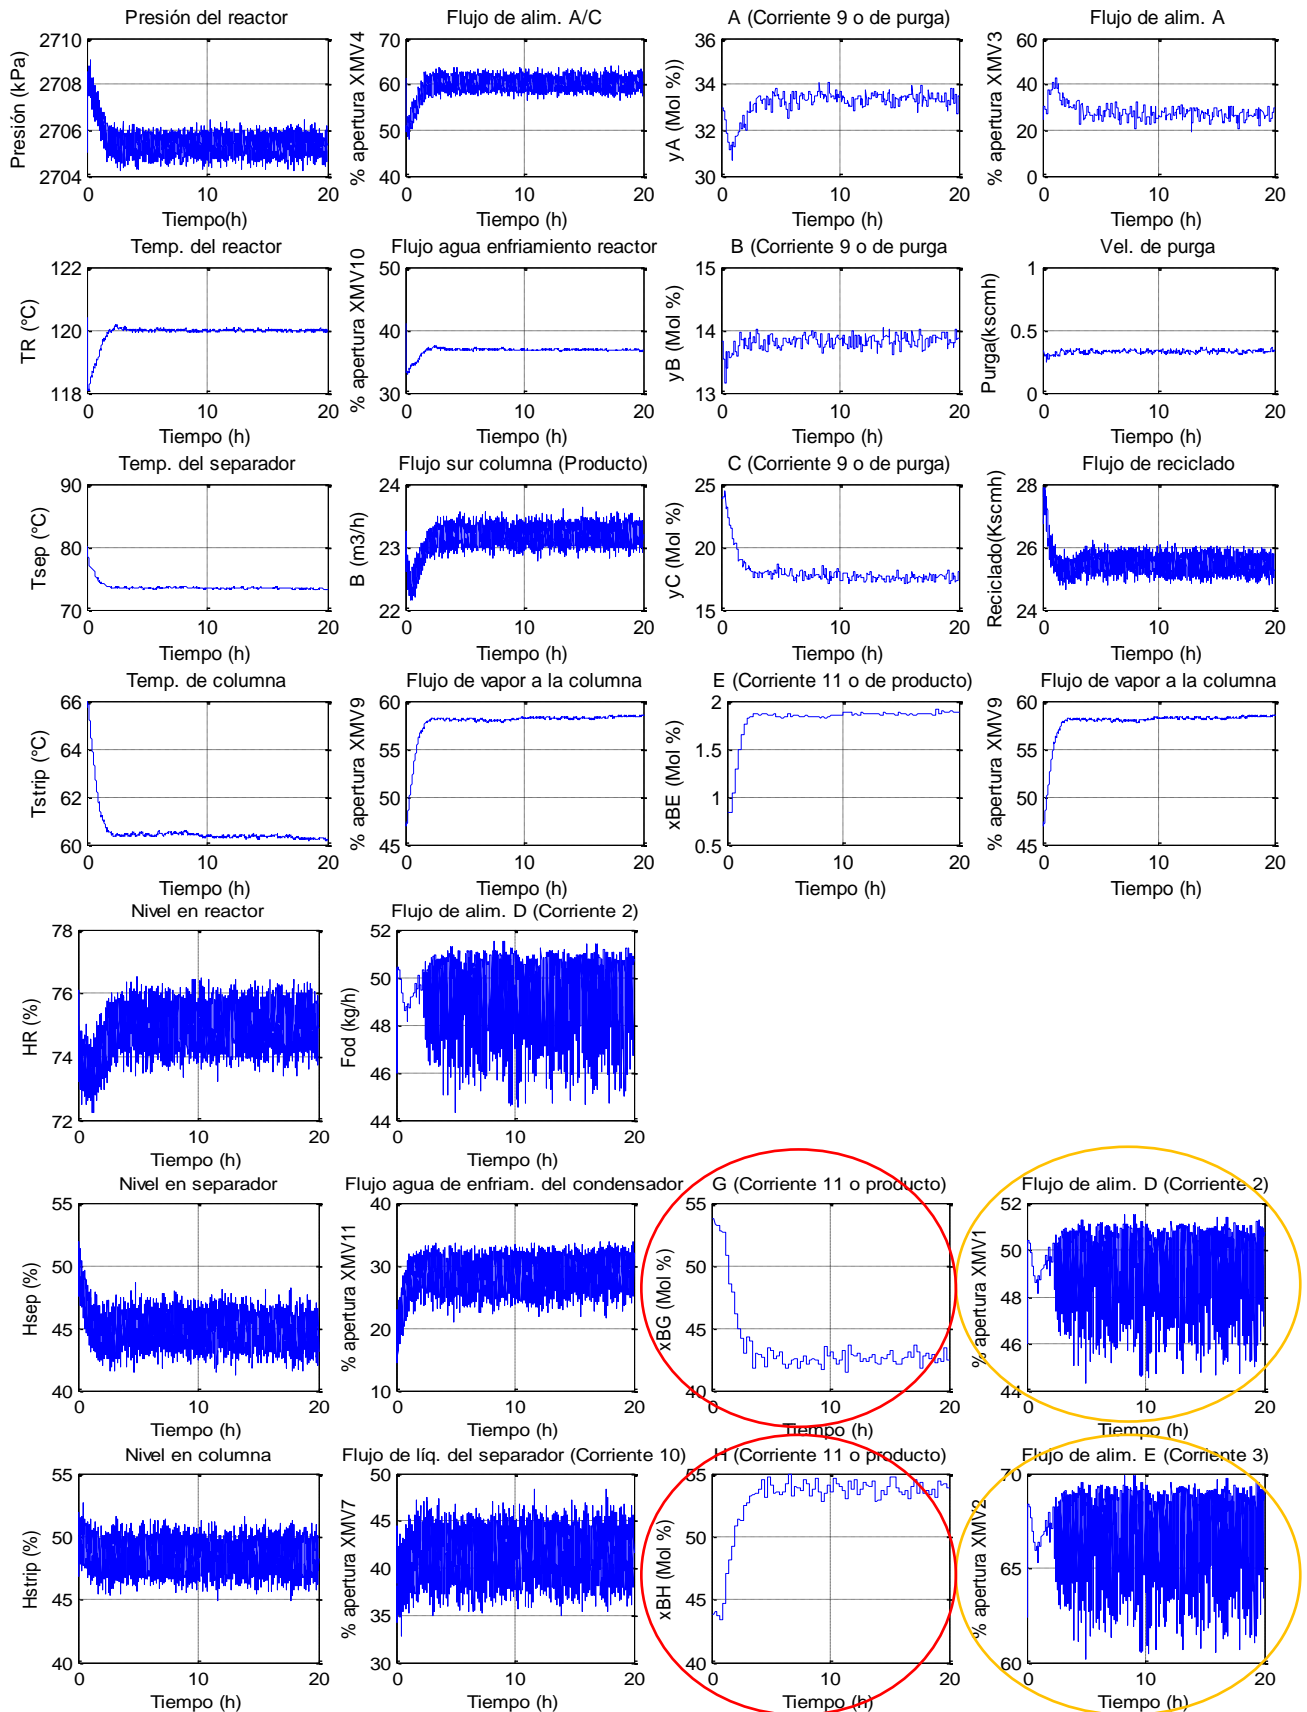 Presión del reactor
2710
2708
2706
2704
0 10 20
Presión (kPa)
Tiempo(h)
Flujo de alim. A/C
70
60
50
40
0 10 20
% apertura XMV4
Tiempo (h)
A (Corriente 9 o de purga)
36
34
32
30
0 10 20
yA (Mol %))
Tiempo (h)
Flujo de alim. A
60
40
20
0
0 10 20
% apertura XMV3
Tiempo (h)
Temp. del reactor
122
120
118
0 10 20
TR (°C)
Tiempo (h)
Flujo agua enfriamiento reactor
50
40
30
0 10 20
% apertura XMV10
Tiempo (h)
B (Corriente 9 o de purga
15
14
13
0 10 20
yB (Mol %)
Tiempo (h)
Vel. de purga
1
0.5
0
0 10 20
Purga(kscmh)
Tiempo (h)
Temp. del separador
90
80
70
0 10 20
Tsep (°C)
Tiempo (h)
Flujo sur columna (Producto)
24
23
22
0 10 20
B (m3/h)
Tiempo (h)
C (Corriente 9 o de purga)
25
20
15
0 10 20
yC (Mol %)
Tiempo (h)
Flujo de reciclado
28
26
24
0 10 20
Reciclado(Kscmh)
Tiempo (h)
Temp. de columna
66
64
62
60
0 10 20
Tstrip (°C)
Tiempo (h)
Flujo de vapor a la columna
60
55
50
45
0 10 20
% apertura XMV9
Tiempo (h)
E (Corriente 11 o de producto)
2
1.5
1
0.5
0 10 20
xBE (Mol %)
Tiempo (h)
Flujo de vapor a la columna
60
55
50
45
0 10 20
% apertura XMV9
Tiempo (h)
Nivel en reactor
78
76
74
72
0 10 20
HR (%)
Tiempo (h)
Flujo de alim. D (Corriente 2)
52
50
48
46
44
0 10 20
Fod (kg/h)
Tiempo (h)
Nivel en separador
55
50
45
40
0 10 20
Hsep (%)
Tiempo (h)
Flujo agua de enfriam. del condensador
40
30
20
10
0 10 20
% apertura XMV11
Tiempo (h)
G (Corriente 11 o producto)
55
50
45
40
0 10 20
xBG (Mol %)
Tiempo (h)
Flujo de alim. D (Corriente 2)
52
50
48
46
44
0 10 20
% apertura XMV1
Tiempo (h)
Nivel en columna
55
50
45
40
0 10 20
Hstrip (%)
Tiempo (h)
Flujo de líq. del separador (Corriente 10)
50
45
40
35
30
0 10 20
% apertura XMV7
Tiempo (h)
H (Corriente 11 o producto)
55
50
45
40
0 10 20
xBH (Mol %)
Tiempo (h)
Flujo de alim. E (Corriente 3)
70
65
60
0 10 20
% apertura XMV2
Tiempo (h)